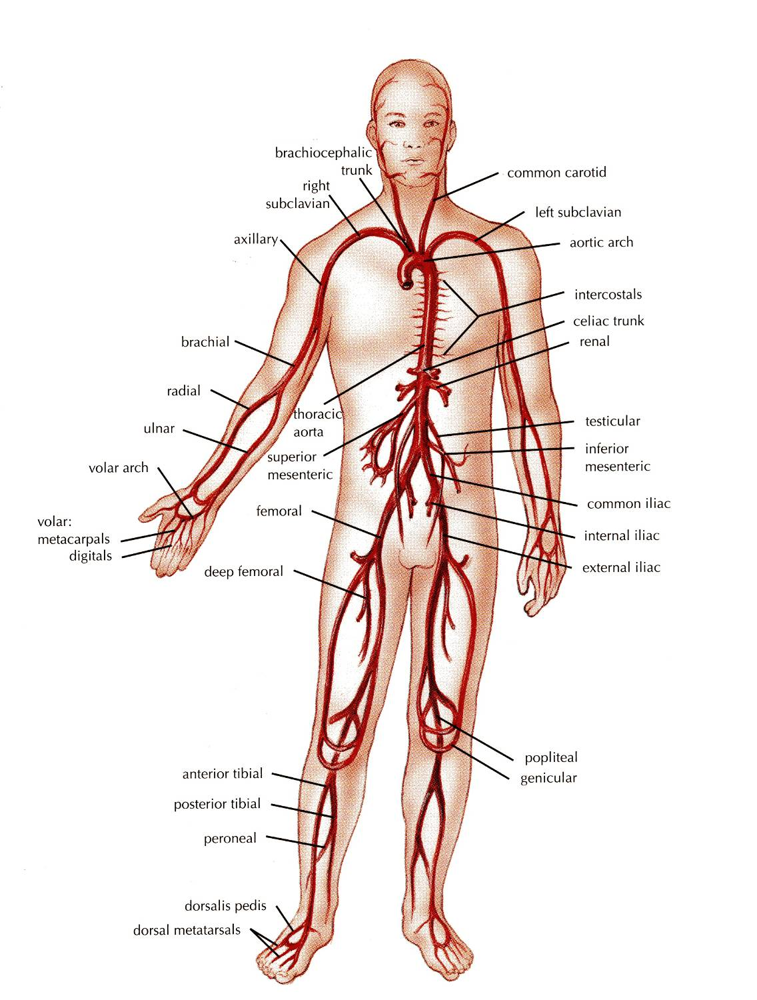 brachiocephalic
trunk
right
subclavian
axillary
brachial
radial
ulnar
volar arch
volar:
metacarpals
digitals
thoracic
aorta
superior
mesenteric
femoral
deep femoral
anterior tibial
posterior tibial
peroneal
dorsalis pedis
dorsal metatarsals
common carotid
left subclavian
aortic arch
intercostals
celiac trunk
renal
testicular
inferior
mesenteric
common iliac
internal iliac
external iliac
popliteal
genicular